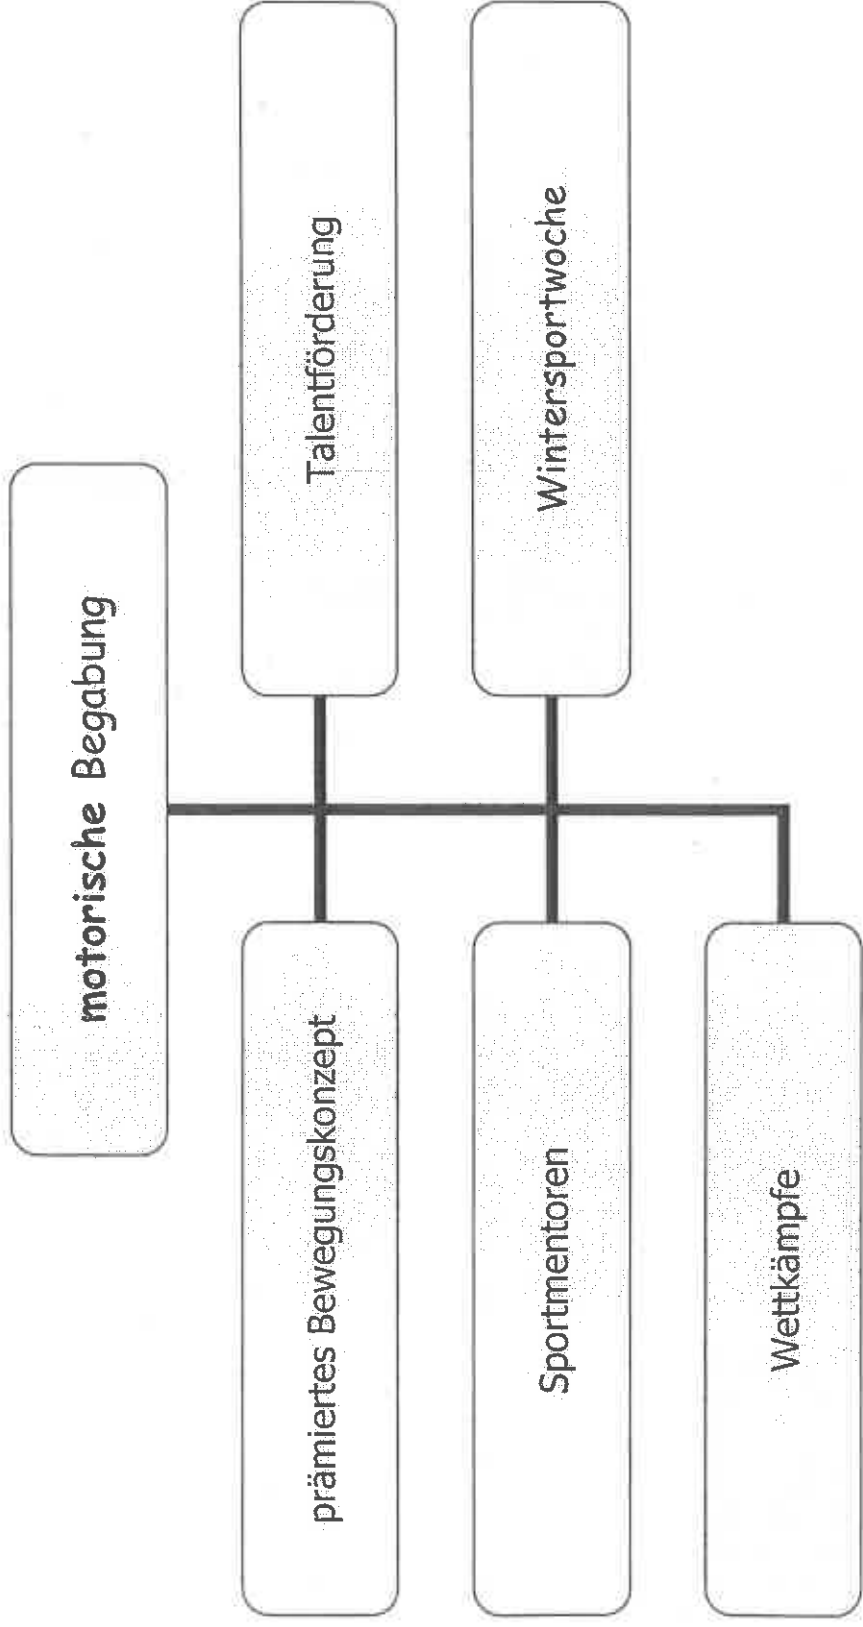 motorische Begabung
prämiertes Bewegungskonzept
Talentförderung
Sportmentoren
Wintersportwoche
Wettkämpfe